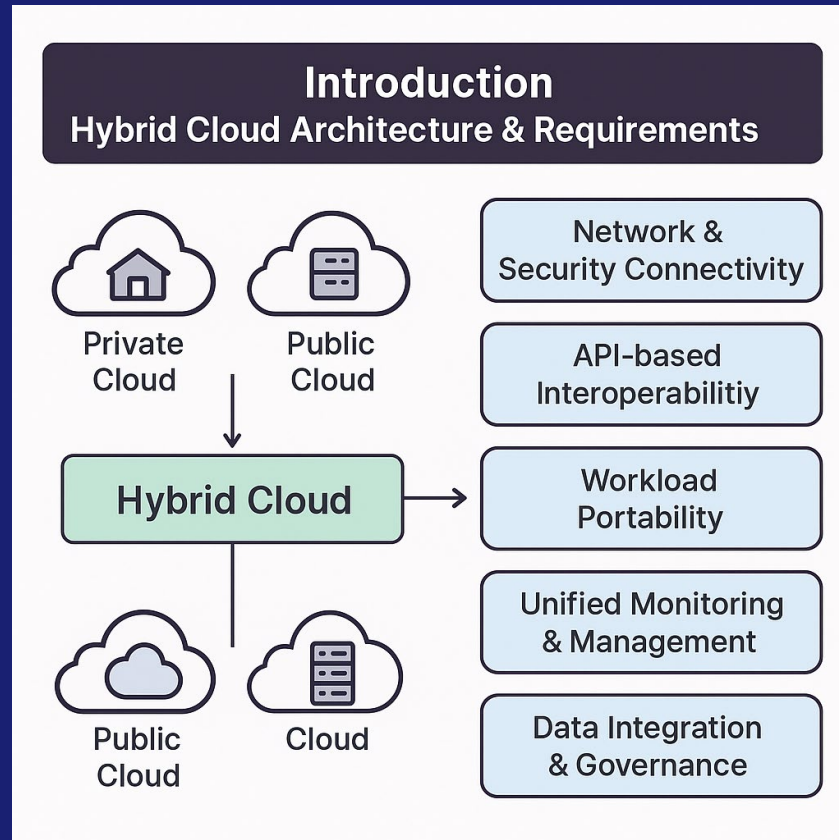 Introduction
Hybrid Cloud Architecture & Requirements
Private
Cloud
Public
Cloud
Hybrid Cloud
Public
Cloud
Cloud
Network &
Security Connectivity
API-based
Interoperabilitiy
Workload
Portability
Unified Monitoring
& Management
Data Integration
& Governance